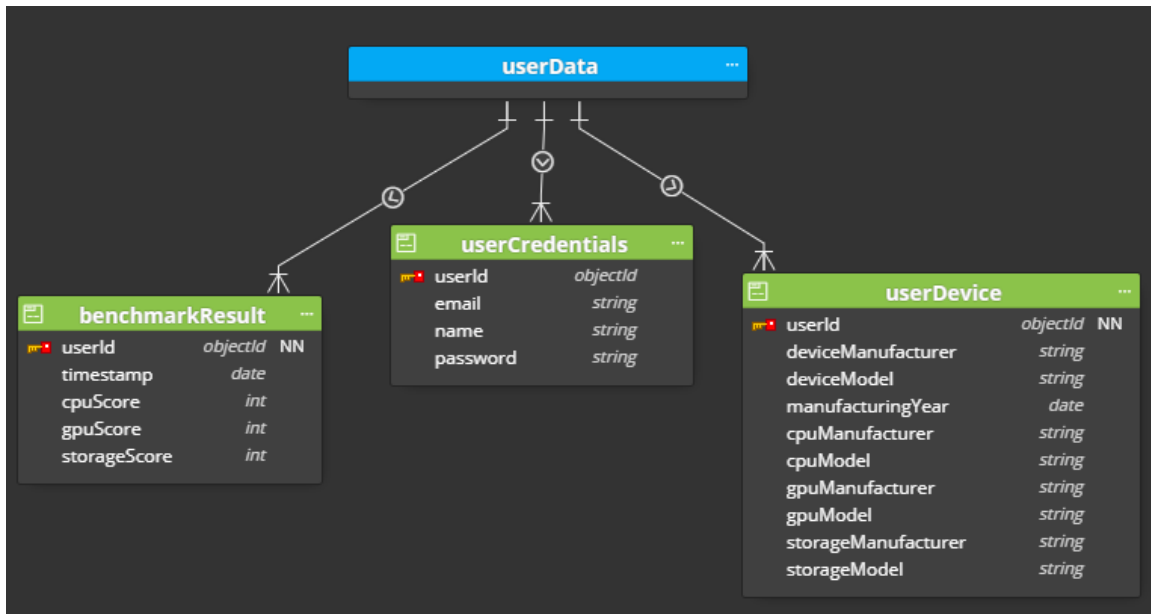 userData
benchmarkResult
userId objectId NN
timestamp date
cpuScore int
gpuScore int
storageScore int
userCredentials
userId objectId
email string
name string
password string
userDevice
userId objectId NN
deviceManufacturer string
deviceModel string
manufacturingYear date
cpuManufacturer string
cpuModel string
gpuManufacturer string
gpuModel string
storageManufacturer string
storageModel string